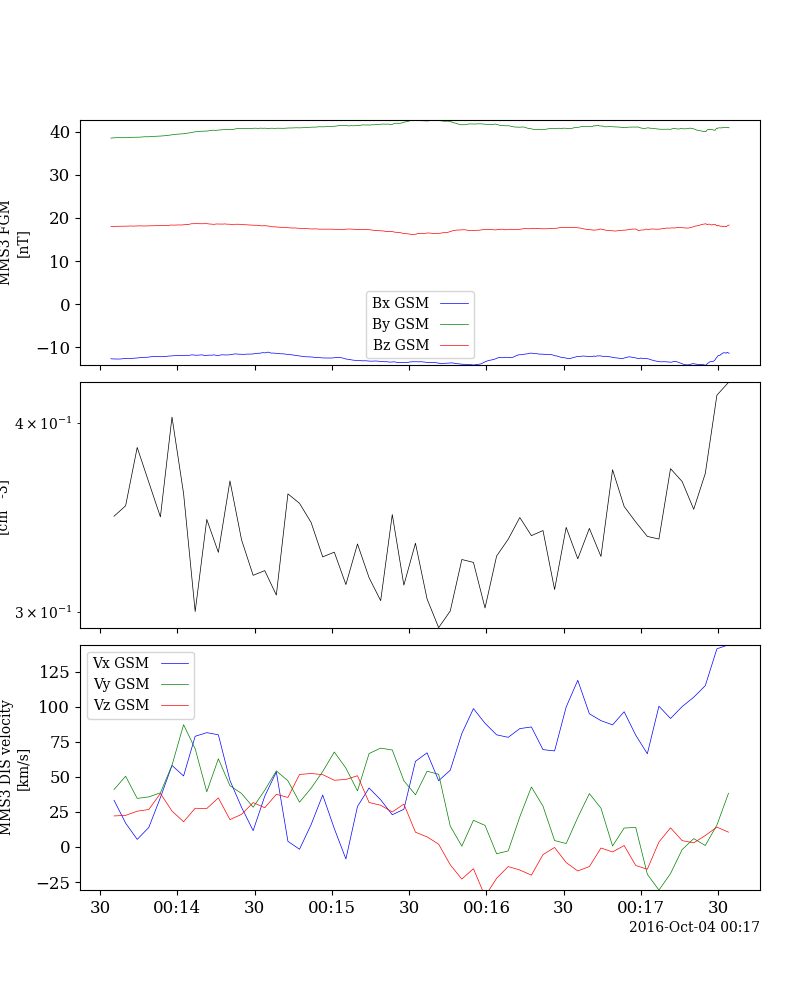 40
30
20
10
0
−10
MMS3 FGM
[nT]
Bx GSM
By GSM
Bz GSM
4 × 10⁻¹
3 × 10⁻¹
[cm -3]
125
100
75
50
25
0
−25
MMS3 DIS velocity
[km/s]
Vx GSM
Vy GSM
Vz GSM
30 00:14 30 00:15 30 00:16 30 00:17 30
2016-Oct-04 00:17